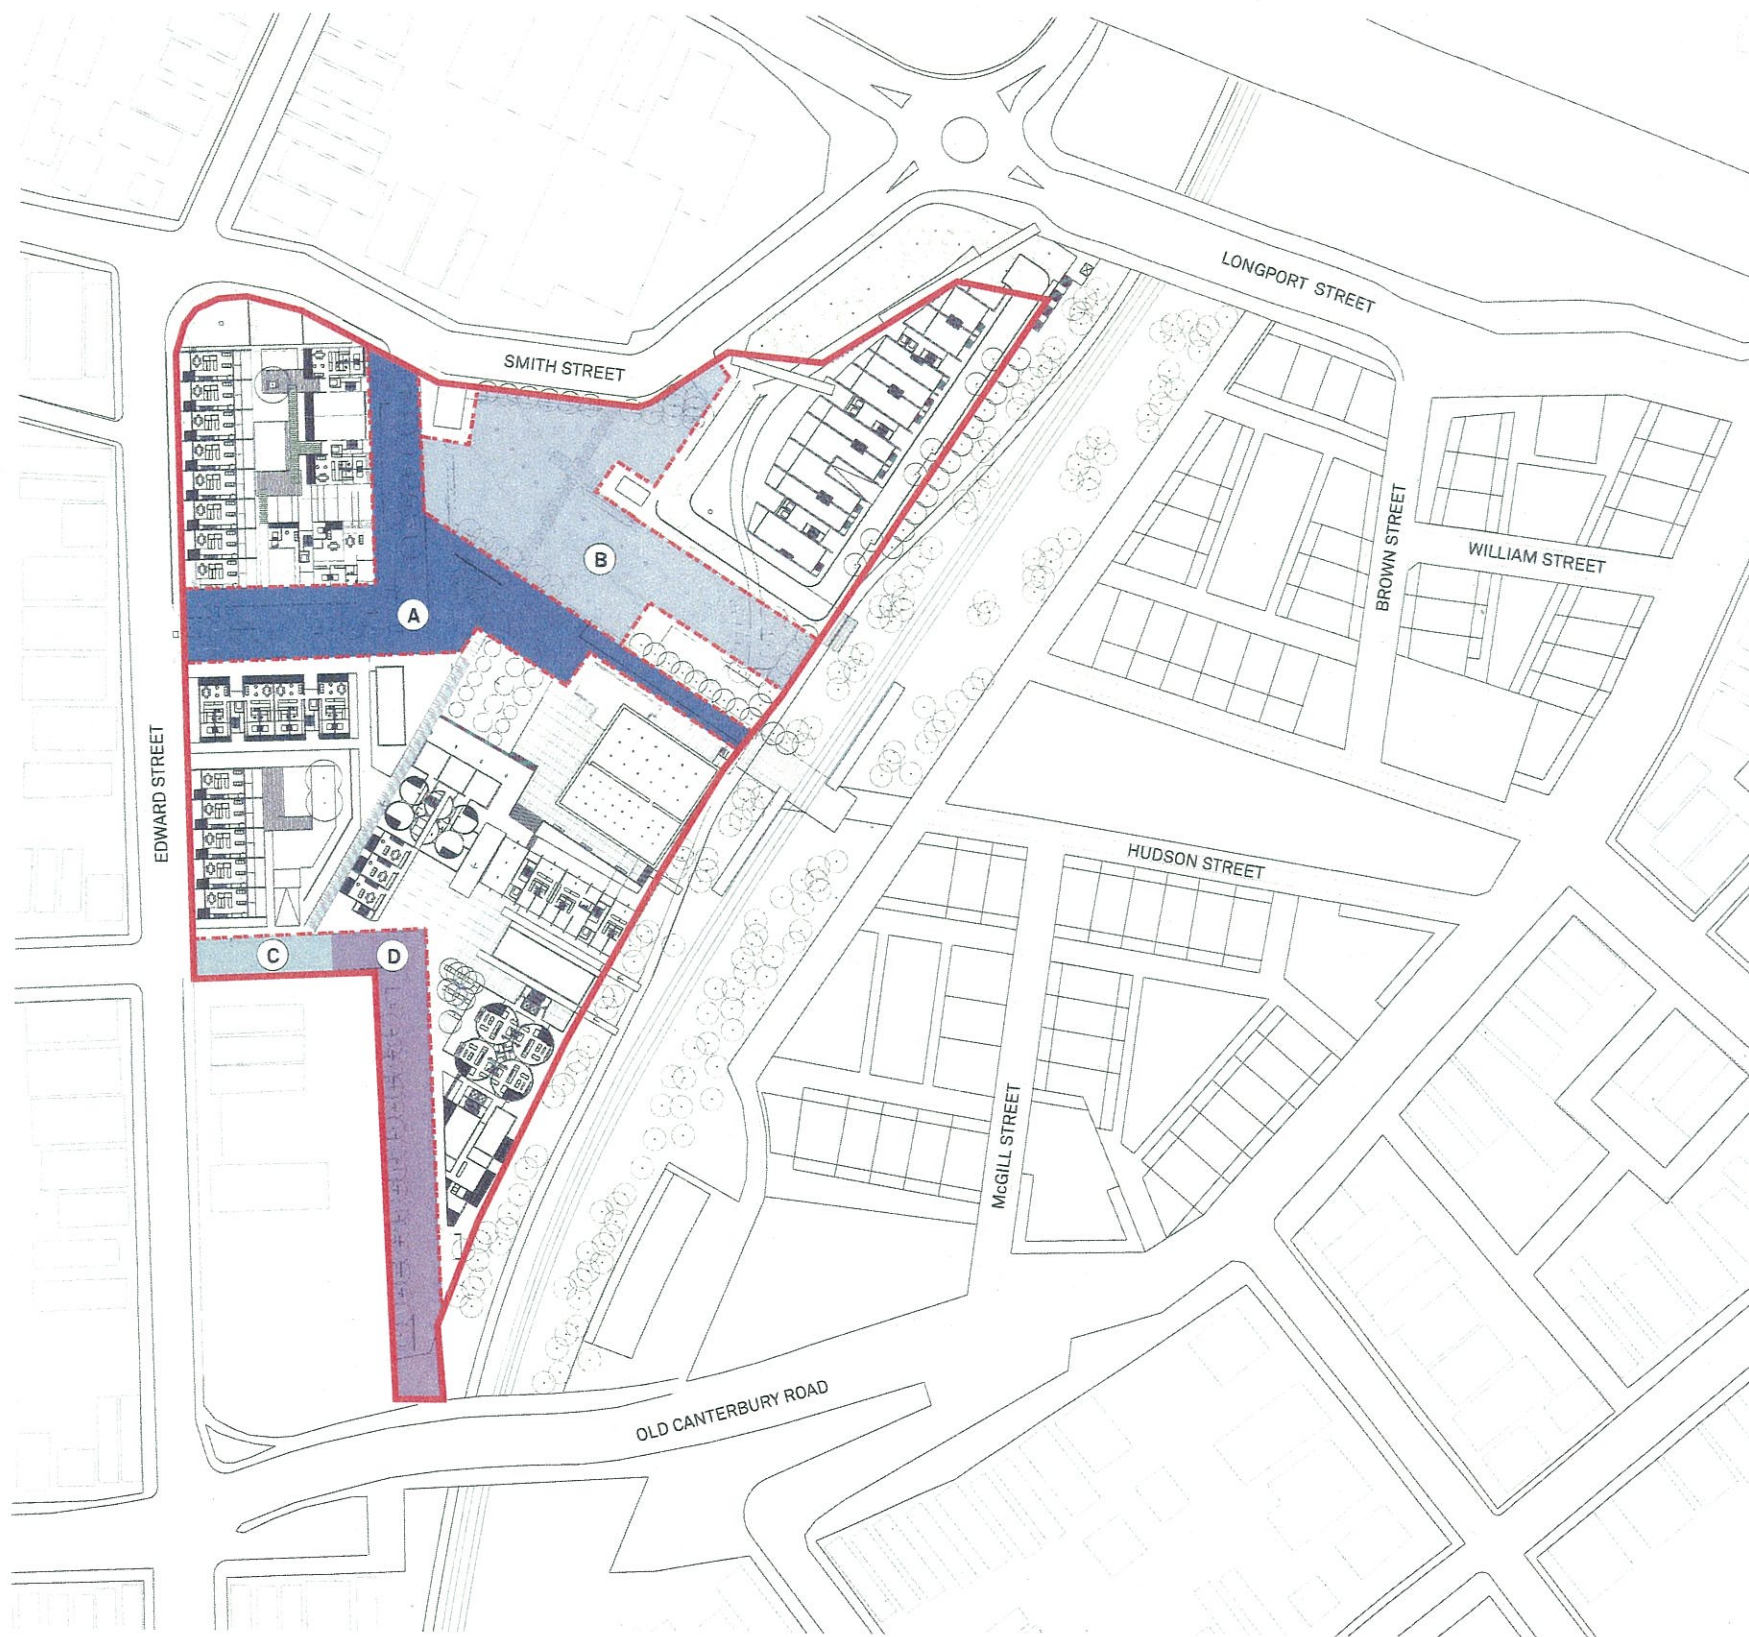 LONGPORT STREET
SMITH STREET
BROWN STREET
WILLIAM STREET
B
A
EDWARD STREET
HUDSON STREET
C
D
McGILL STREET
OLD CANTERBURY ROAD